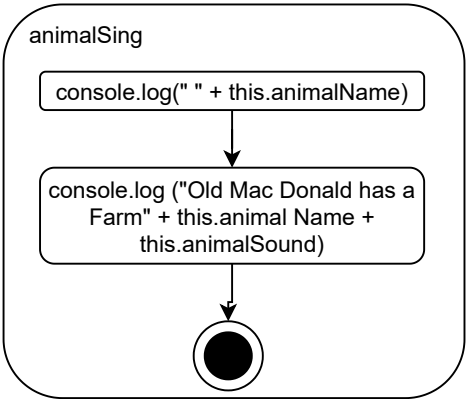 animalSing
console.log(" " + this.animalName)
console.log ("Old Mac Donald has a
Farm" + this.animal Name +
this.animalSound)